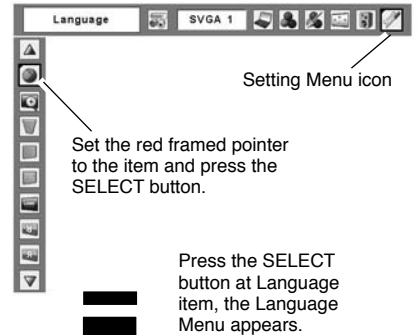 Language
SVGA 1
Setting Menu icon
Set the red framed pointer
to the item and press the
SELECT button.
Press the SELECT
button at Language
item, the Language
Menu appears.